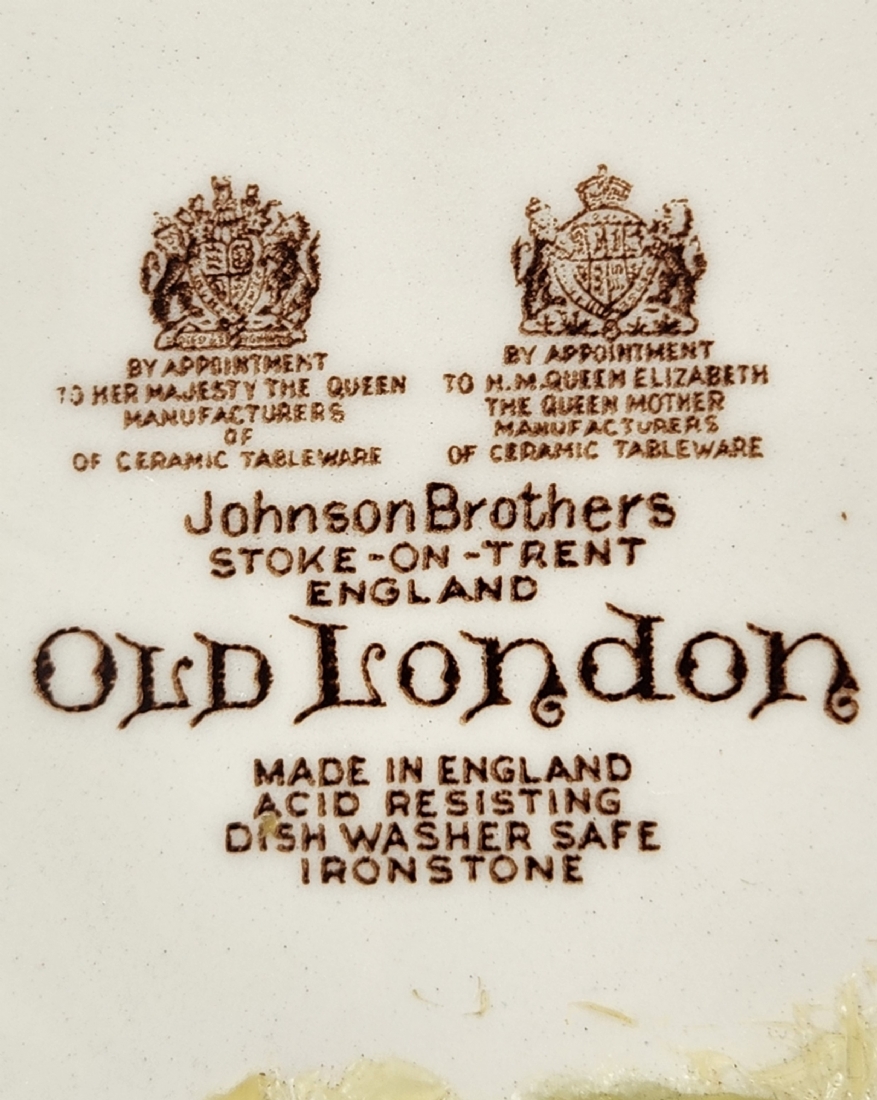 BY APPOINTMENT
TO HER MAJESTY THE QUEEN
MANUFACTURERS
OF
OF CERAMIC TABLEWARE
BY APPOINTMENT
TO H.M.QUEEN ELIZABETH
THE QUEEN MOTHER
MANUFACTURERS
OF CERAMIC TABLEWARE
Johnson Brothers
STOKE-ON-TRENT
ENGLAND
OLD London
MADE IN ENGLAND
ACID RESISTING
DISH WASHER SAFE
IRONSTONE